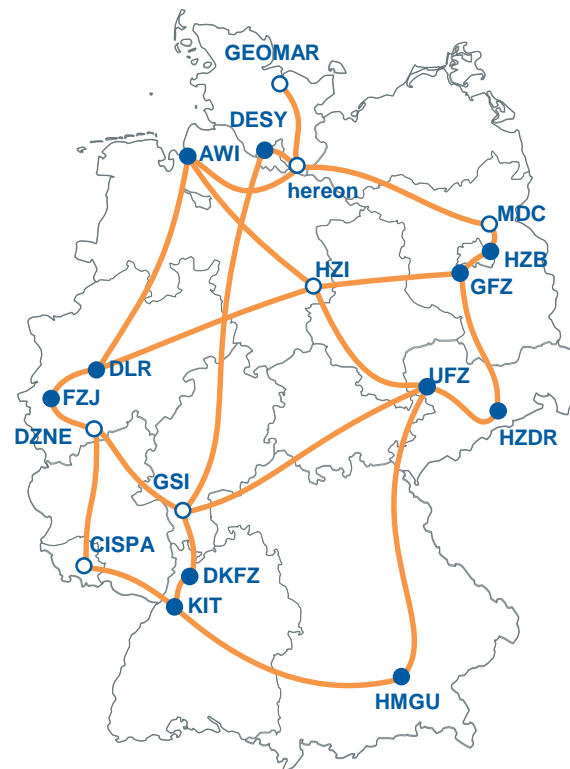 GEOMAR
DESY
AWI
hereon
MDC
HZB
HZI
GFZ
DLR
UFZ
FZJ
HZDR
DZNE
GSI
CISPA
DKFZ
KIT
HMGU